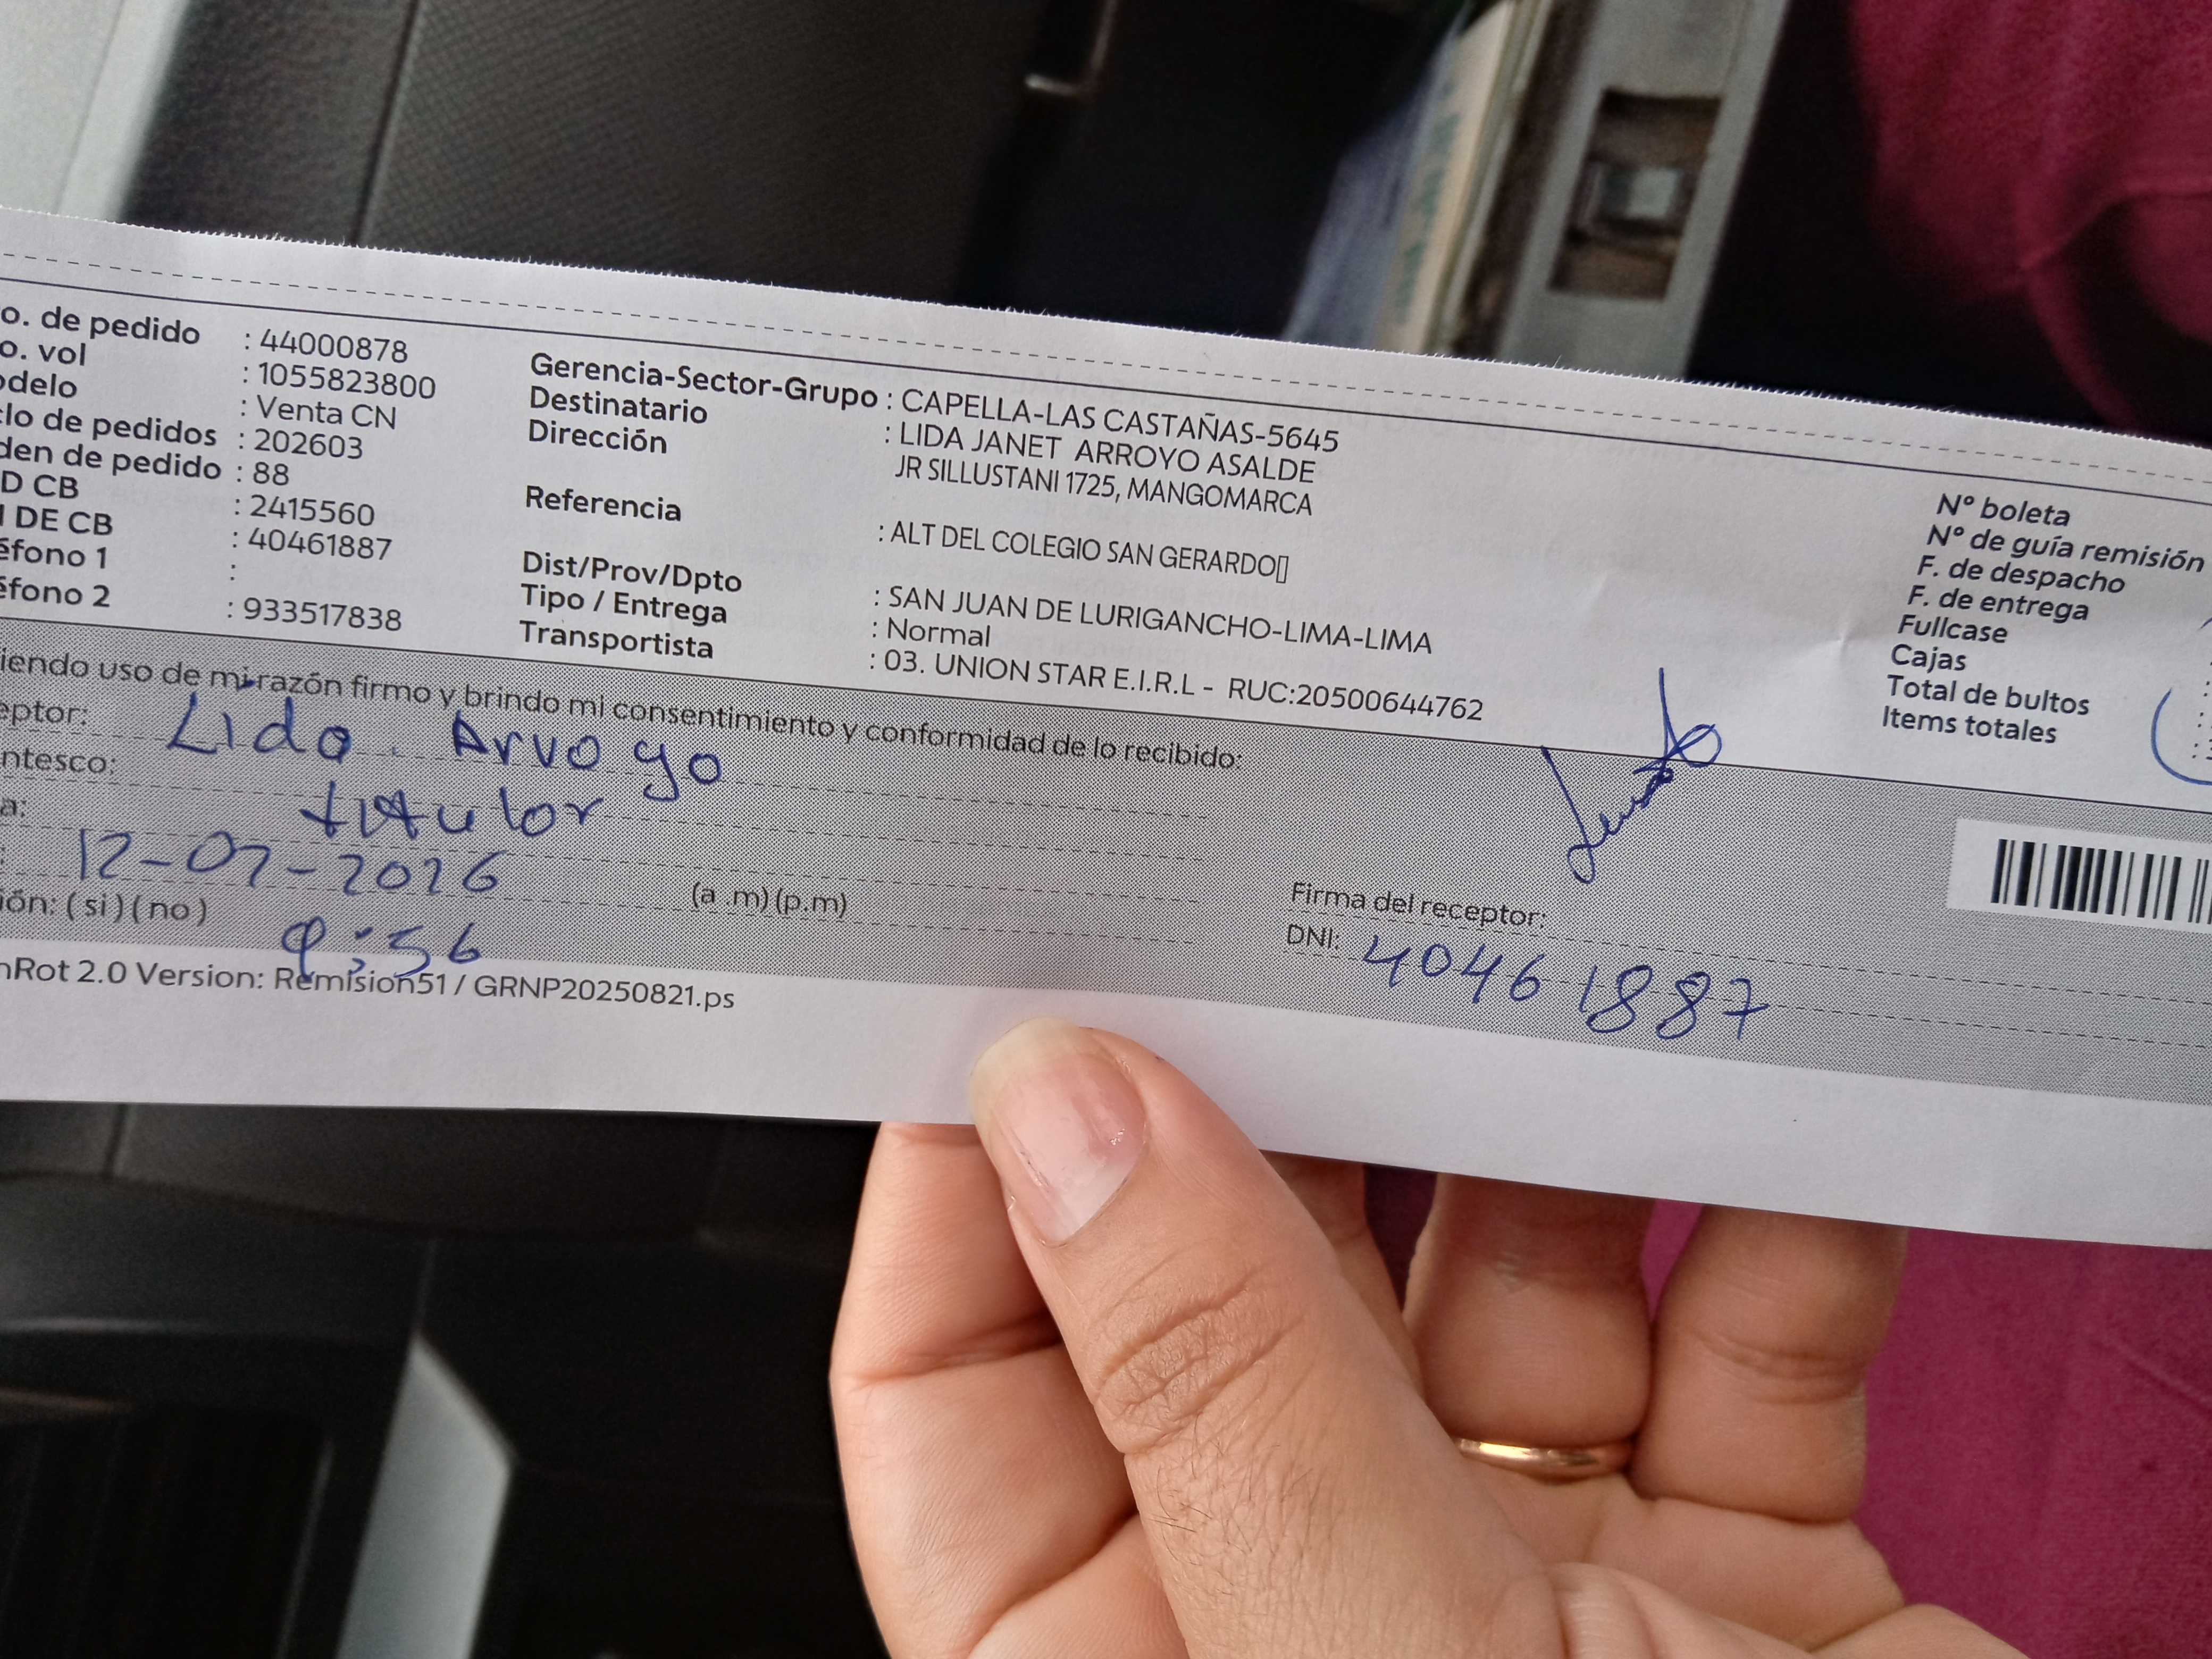 o. de pedido : 44000878
o. vol : 1055823800
odelo : Venta CN
clo de pedidos : 202603
den de pedido : 88
D CB : 2415560
I DE CB : 40461887
éfono 1 :
éfono 2 : 933517838
Gerencia-Sector-Grupo : CAPELLA-LAS CASTAÑAS-5645
Destinatario : LIDA JANET ARROYO ASALDE
Dirección JR SILLUSTANI 1725, MANGOMARCA
Referencia : ALT DEL COLEGIO SAN GERARDO
Dist/Prov/Dpto : SAN JUAN DE LURIGANCHO-LIMA-LIMA
Tipo / Entrega : Normal
Transportista : 03. UNION STAR E.I.R.L - RUC:20500644762
Nº boleta
Nº de guía remisión
F. de despacho
F. de entrega
Fullcase
Cajas
Total de bultos
Items totales
iendo uso de mi razón firmo y brindo mi consentimiento y conformidad de lo recibido:
eptor: Lida Arroyo
ntesco: titular
a: 12-02-2026
: 9:56 (a .m) (p.m)
ión: ( si ) ( no )
Firma del receptor:
DNI: 40461887
nRot 2.0 Version: Remision51 / GRNP20250821.ps